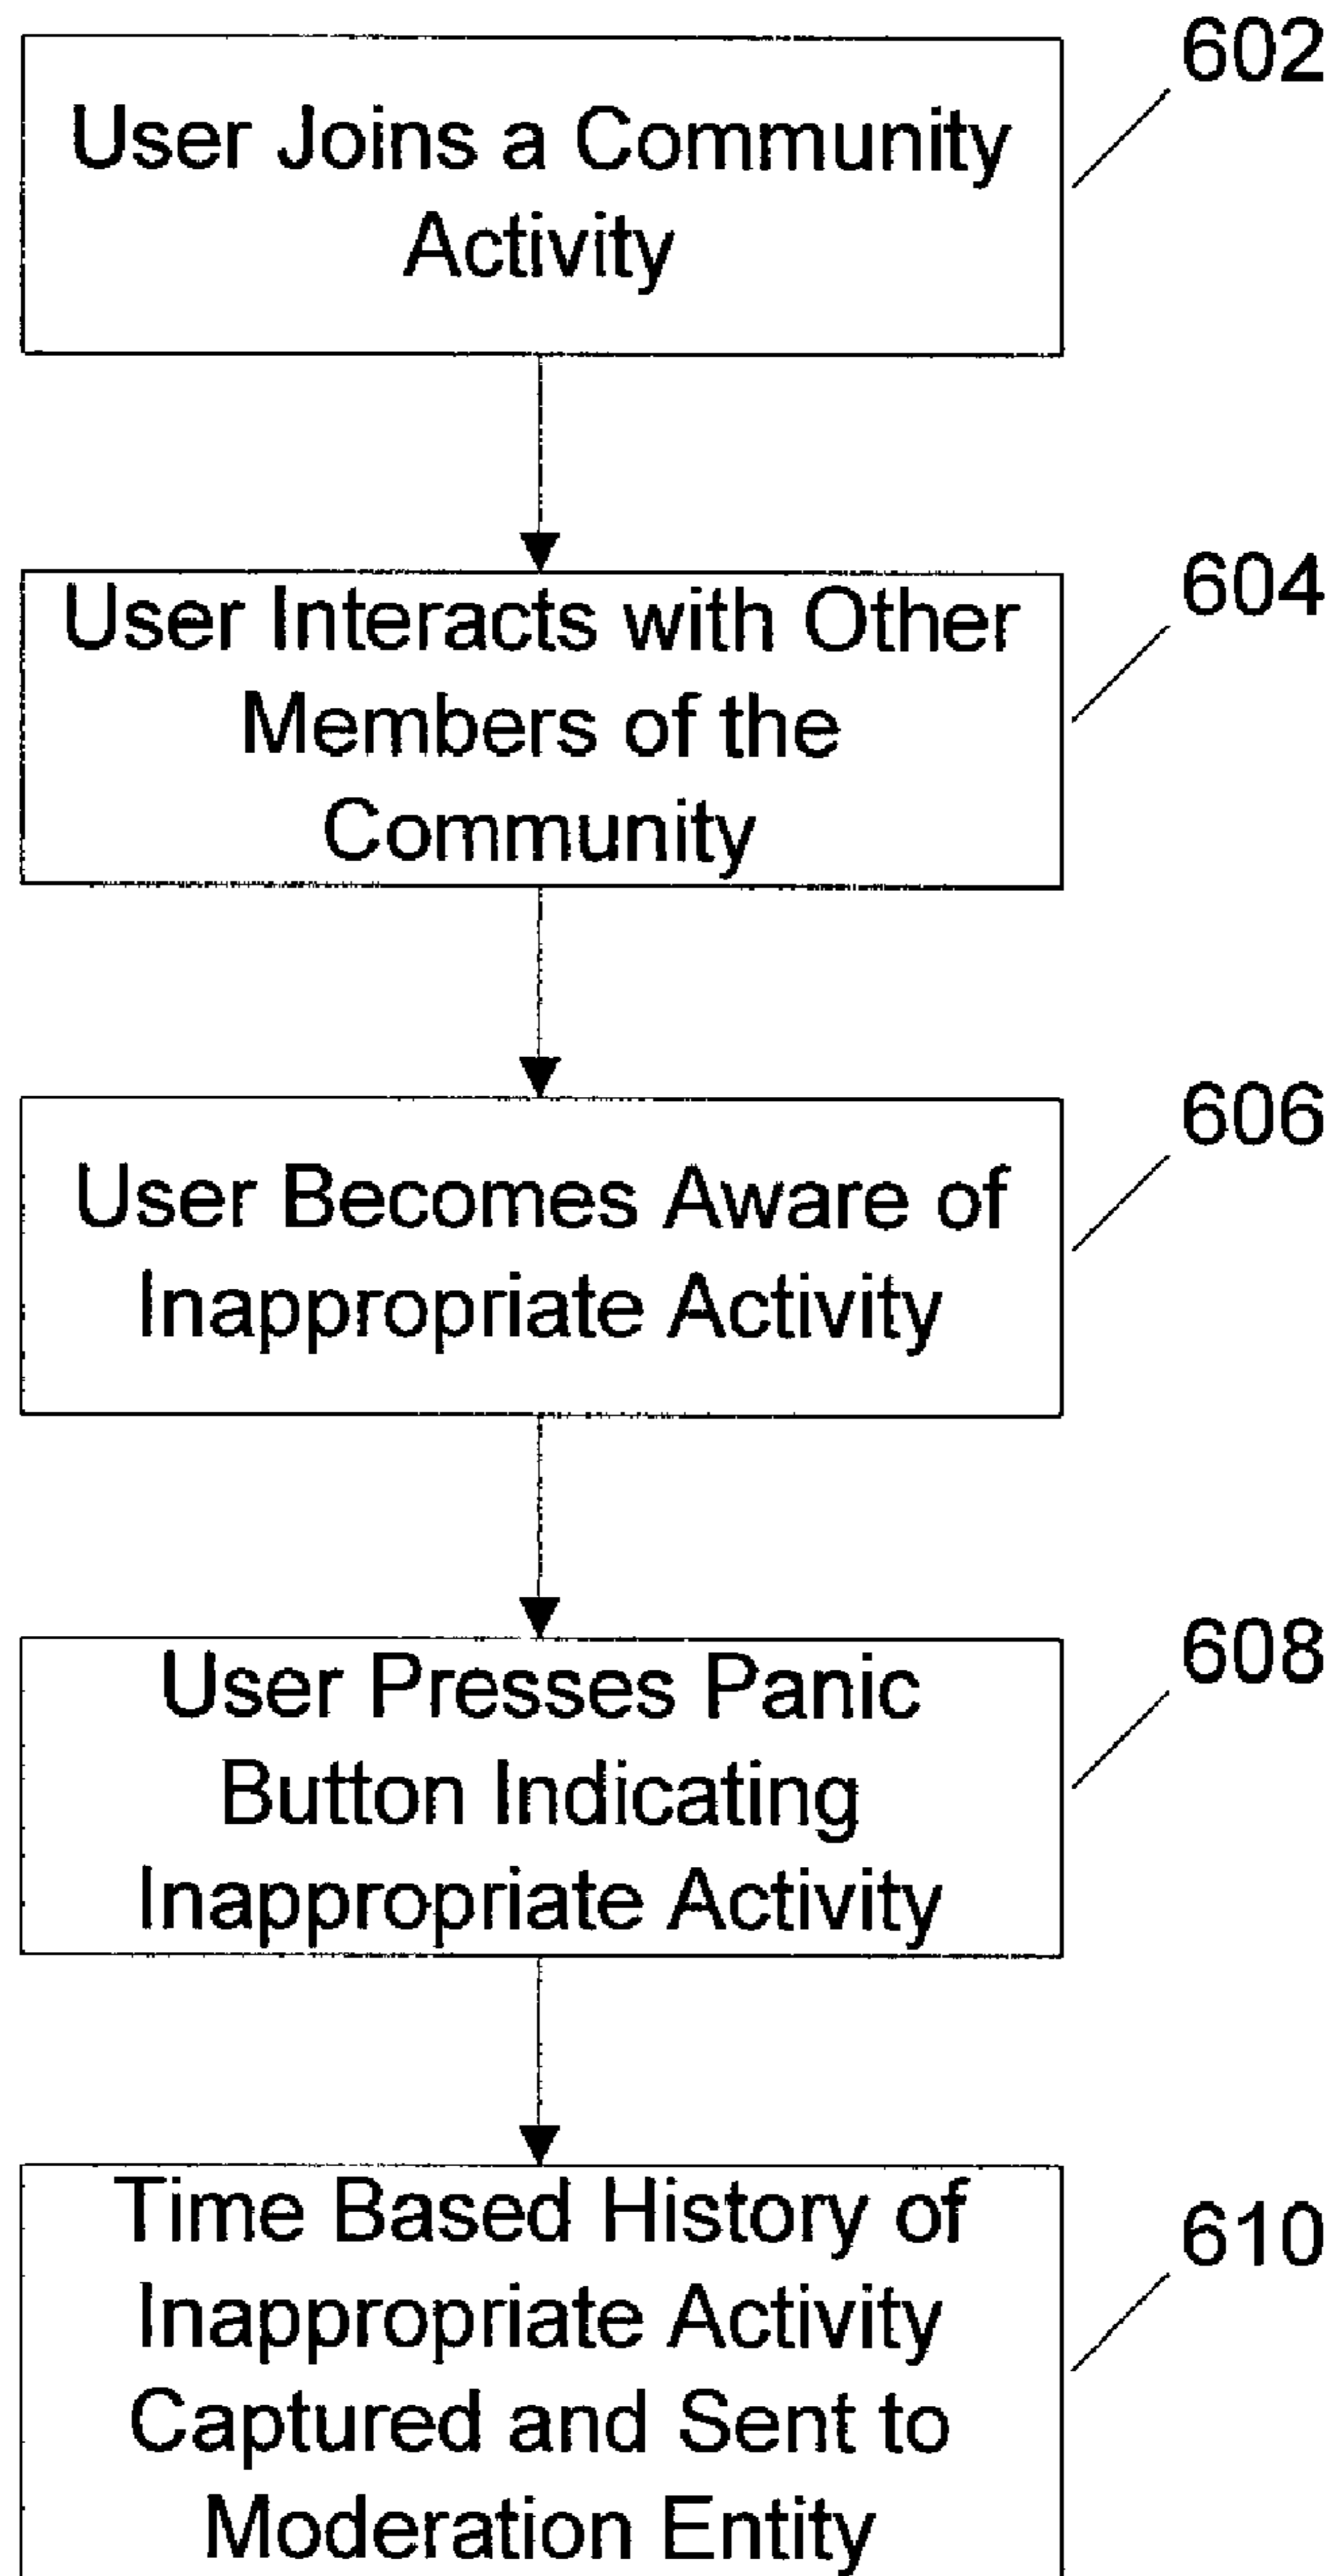 602
User Joins a Community
Activity
604
User Interacts with Other
Members of the
Community
606
User Becomes Aware of
Inappropriate Activity
608
User Presses Panic
Button Indicating
Inappropriate Activity
610
Time Based History of
Inappropriate Activity
Captured and Sent to
Moderation Entity